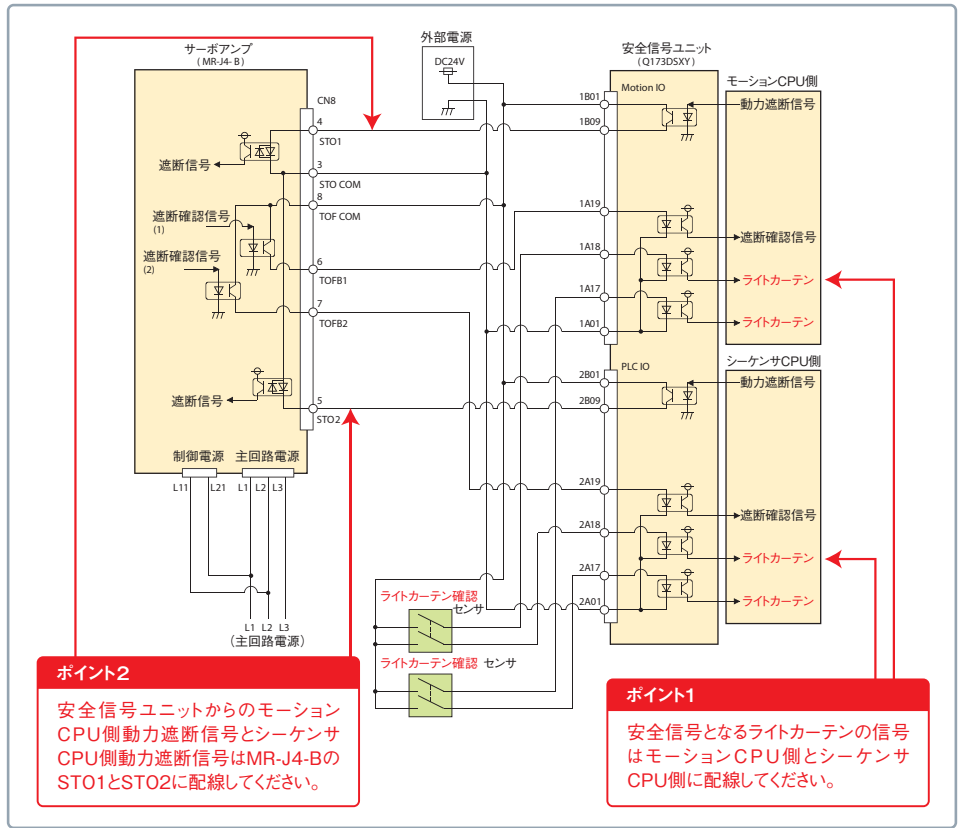 外部電源
DC24V
サーボアンプ
(MR-J4-B)
CN8
4
STO1
遮断信号
3
STO COM
8
TOF COM
遮断確認信号
(1)
遮断確認信号
(2)
6
TOFB1
7
TOFB2
遮断信号
5
STO2
制御電源 主回路電源
L11 L21 L1 L2 L3
L1 L2 L3
(主回路電源)
安全信号ユニット
(Q173DSXY)
モーションCPU側
Motion IO
1B01
動力遮断信号
1B09
1A19
遮断確認信号
1A18
ライトカーテン
1A17
ライトカーテン
1A01
シーケンサCPU側
PLC IO
2B01
動力遮断信号
2B09
2A19
遮断確認信号
2A18
ライトカーテン
2A17
ライトカーテン
2A01
ライトカーテン確認
センサ
ライトカーテン確認 センサ
ポイント2
安全信号ユニットからのモーション
CPU側動力遮断信号とシーケンサ
CPU側動力遮断信号はMR-J4-Bの
STO1とSTO2に配線してください。
ポイント1
安全信号となるライトカーテンの信号
はモーションCPU側とシーケンサ
CPU側に配線してください。